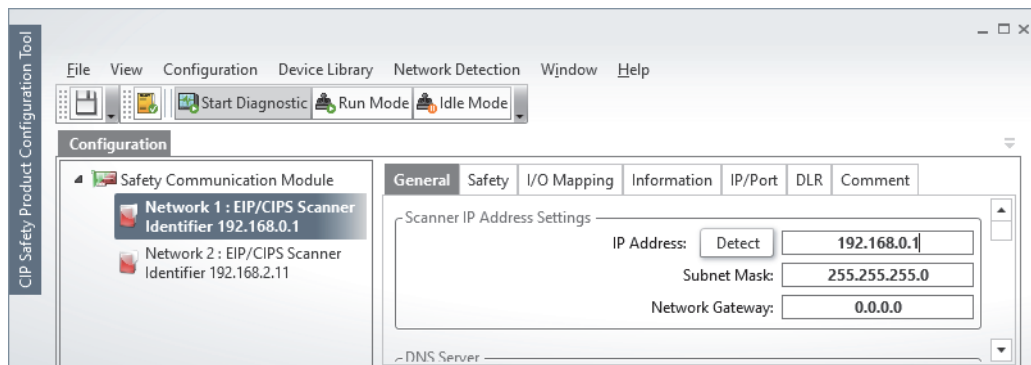 CIP Safety Product Configuration Tool
File View Configuration Device Library Network Detection Window Help
Start Diagnostic Run Mode Idle Mode
Configuration
Safety Communication Module
Network 1 : EIP/CIPS Scanner
Identifier 192.168.0.1
Network 2 : EIP/CIPS Scanner
Identifier 192.168.2.11
General Safety I/O Mapping Information IP/Port DLR Comment
Scanner IP Address Settings
IP Address: Detect 192.168.0.1
Subnet Mask: 255.255.255.0
Network Gateway: 0.0.0.0
DNS Server